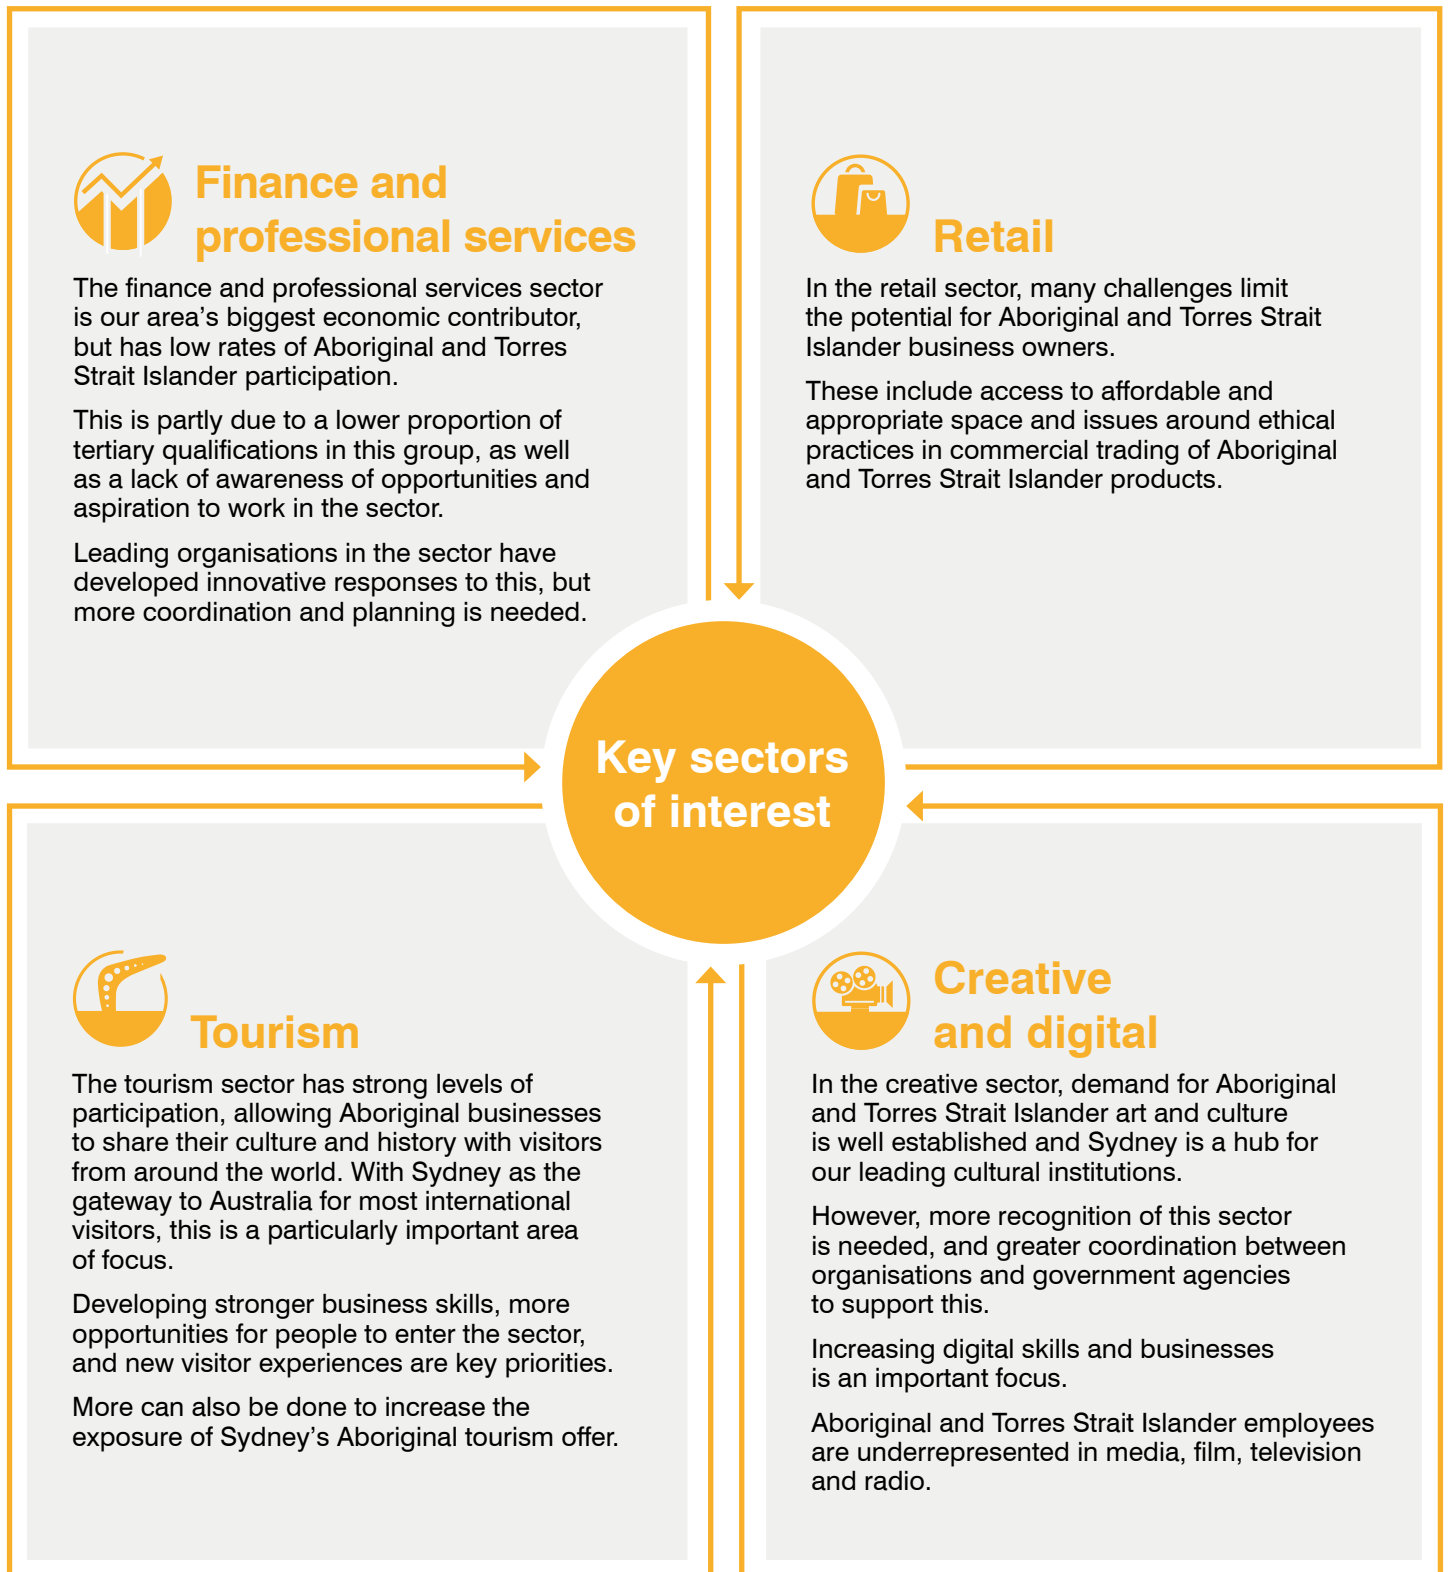 Finance and
professional services
The finance and professional services sector
is our area's biggest economic contributor,
but has low rates of Aboriginal and Torres
Strait Islander participation.
This is partly due to a lower proportion of
tertiary qualifications in this group, as well
as a lack of awareness of opportunities and
aspiration to work in the sector.
Leading organisations in the sector have
developed innovative responses to this, but
more coordination and planning is needed.
Retail
In the retail sector, many challenges limit
the potential for Aboriginal and Torres Strait
Islander business owners.
These include access to affordable and
appropriate space and issues around ethical
practices in commercial trading of Aboriginal
and Torres Strait Islander products.
Key sectors
of interest
Tourism
The tourism sector has strong levels of
participation, allowing Aboriginal businesses
to share their culture and history with visitors
from around the world. With Sydney as the
gateway to Australia for most international
visitors, this is a particularly important area
of focus.
Developing stronger business skills, more
opportunities for people to enter the sector,
and new visitor experiences are key priorities.
More can also be done to increase the
exposure of Sydney's Aboriginal tourism offer.
Creative
and digital
In the creative sector, demand for Aboriginal
and Torres Strait Islander art and culture
is well established and Sydney is a hub for
our leading cultural institutions.
However, more recognition of this sector
is needed, and greater coordination between
organisations and government agencies
to support this.
Increasing digital skills and businesses
is an important focus.
Aboriginal and Torres Strait Islander employees
are underrepresented in media, film, television
and radio.